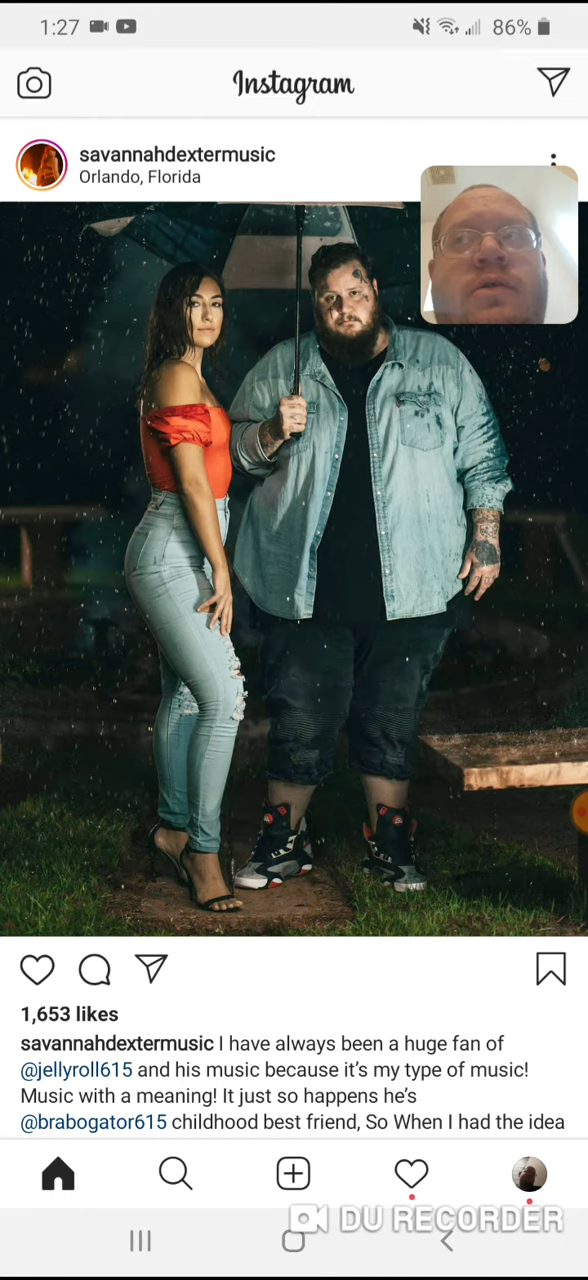 1:27
86%
Instagram
savannahdextermusic
Orlando, Florida
1,653 likes
savannahdextermusic I have always been a huge fan of
@jellyroll615 and his music because it's my type of music!
Music with a meaning! It just so happens he's
@brabogator615 childhood best friend, So When I had the idea
DU RECORDER